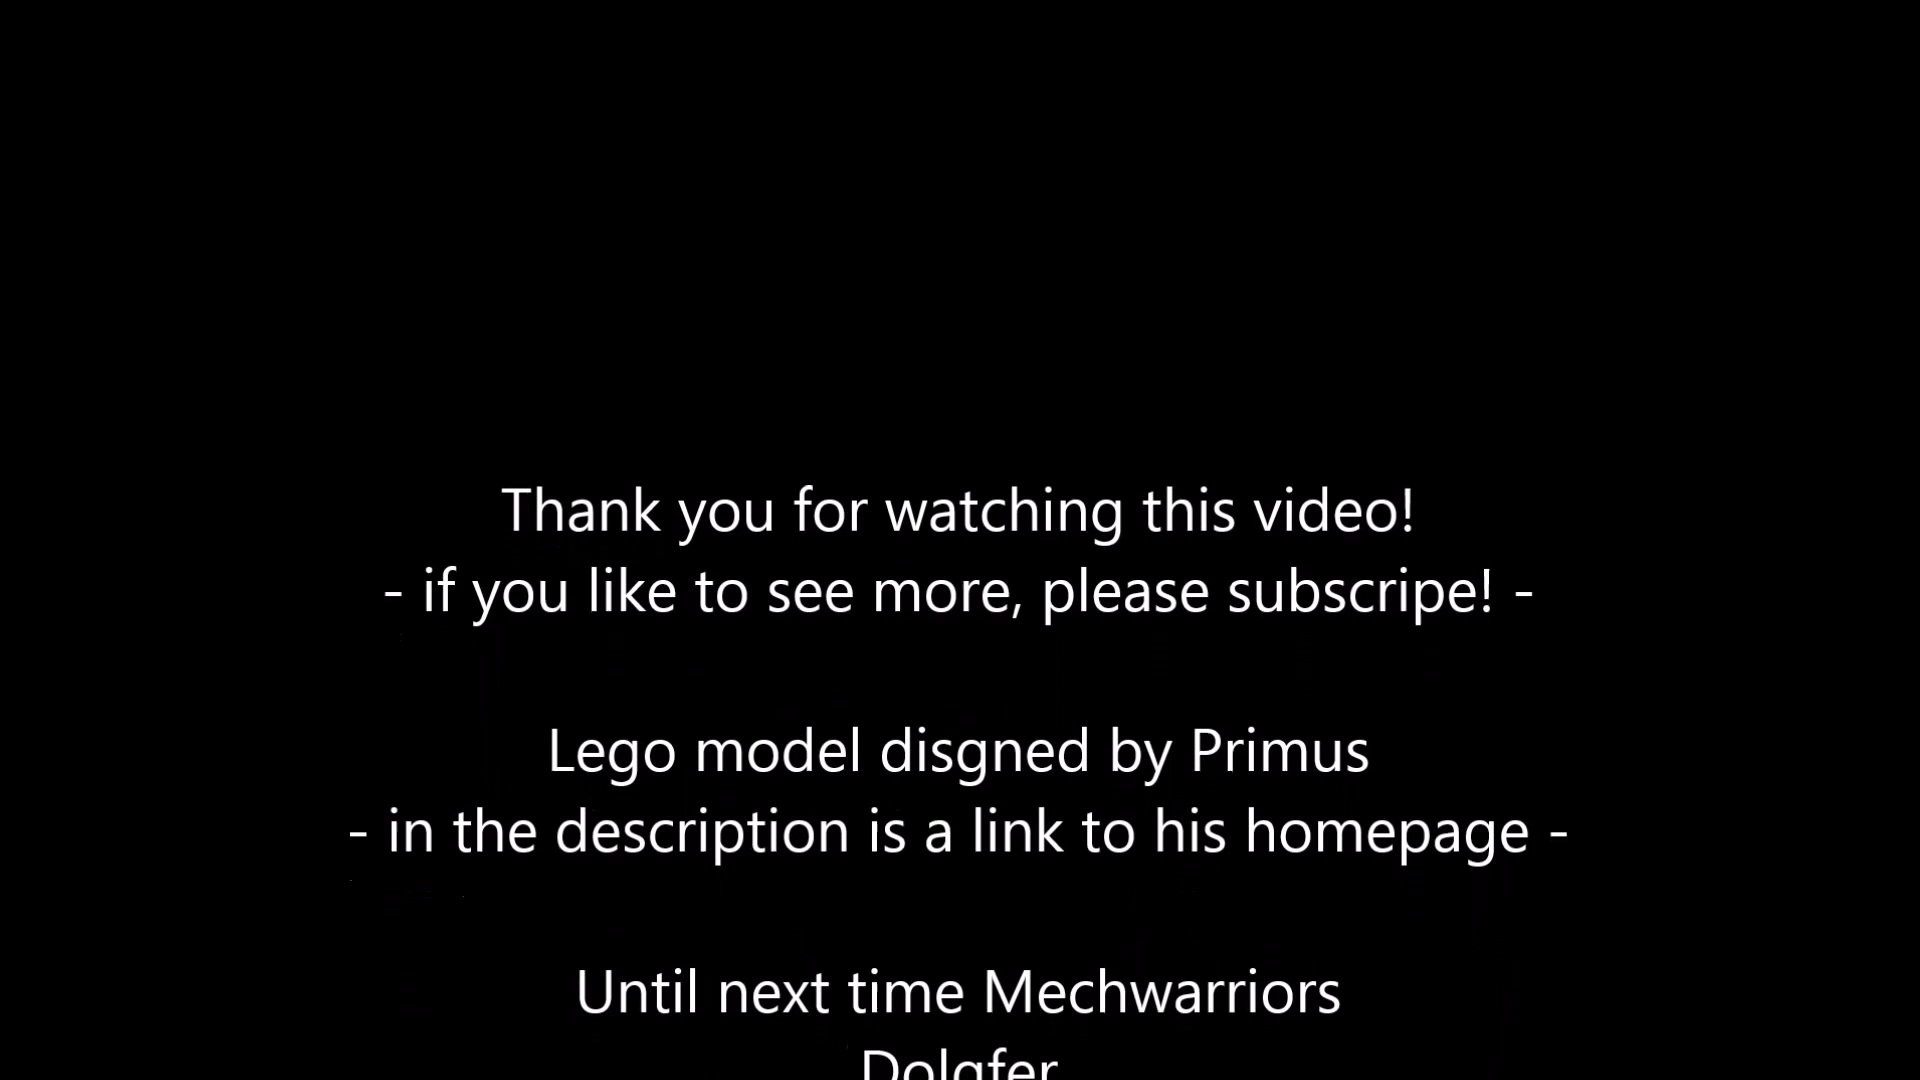 Thank you for watching this video!
- if you like to see more, please subscripe! -
Lego model disgned by Primus
- in the description is a link to his homepage -
Until next time Mechwarriors